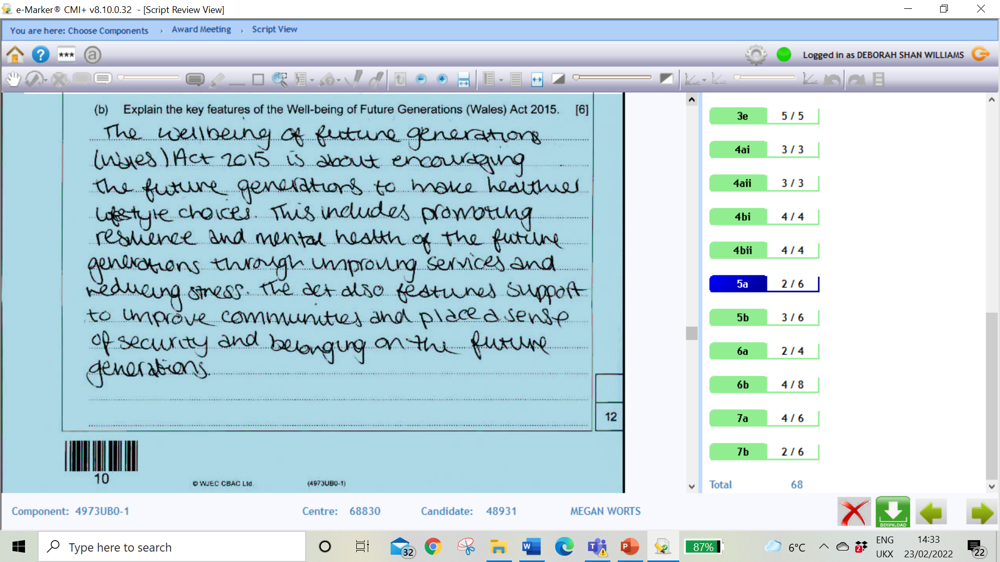 e-Marker® CMI+ v8.10.0.32 - [Script Review View]
You are here: Choose Components › Award Meeting › Script View
? *** a Logged in as DEBORAH SHAN WILLIAMS
(b) Explain the key features of the Well-being of Future Generations (Wales) Act 2015. [6]
The wellbeing of future generations
(Wales) Act 2015 is about encouraging
the future generations to make healthier
lifestyle choices. This includes promoting
resilience and mental health of the future
generations through improving services and
reducing stress. The act also features support
to improve communities and place a sense
of security and belonging on the future
generations.
12
10
© WJEC CBAC Ltd. (4973UB0-1)
3e 5 / 5
4ai 3 / 3
4aii 3 / 3
4bi 4 / 4
4bii 4 / 4
5a 2 / 6
5b 3 / 6
6a 2 / 4
6b 4 / 8
7a 4 / 6
7b 2 / 6
Total 68
Component: 4973UB0-1 Centre: 68830 Candidate: 48931 MEGAN WORTS
DOWNLOAD
Type here to search
32
87%
6°C
2
ENG
UKX
14:33
23/02/2022
22